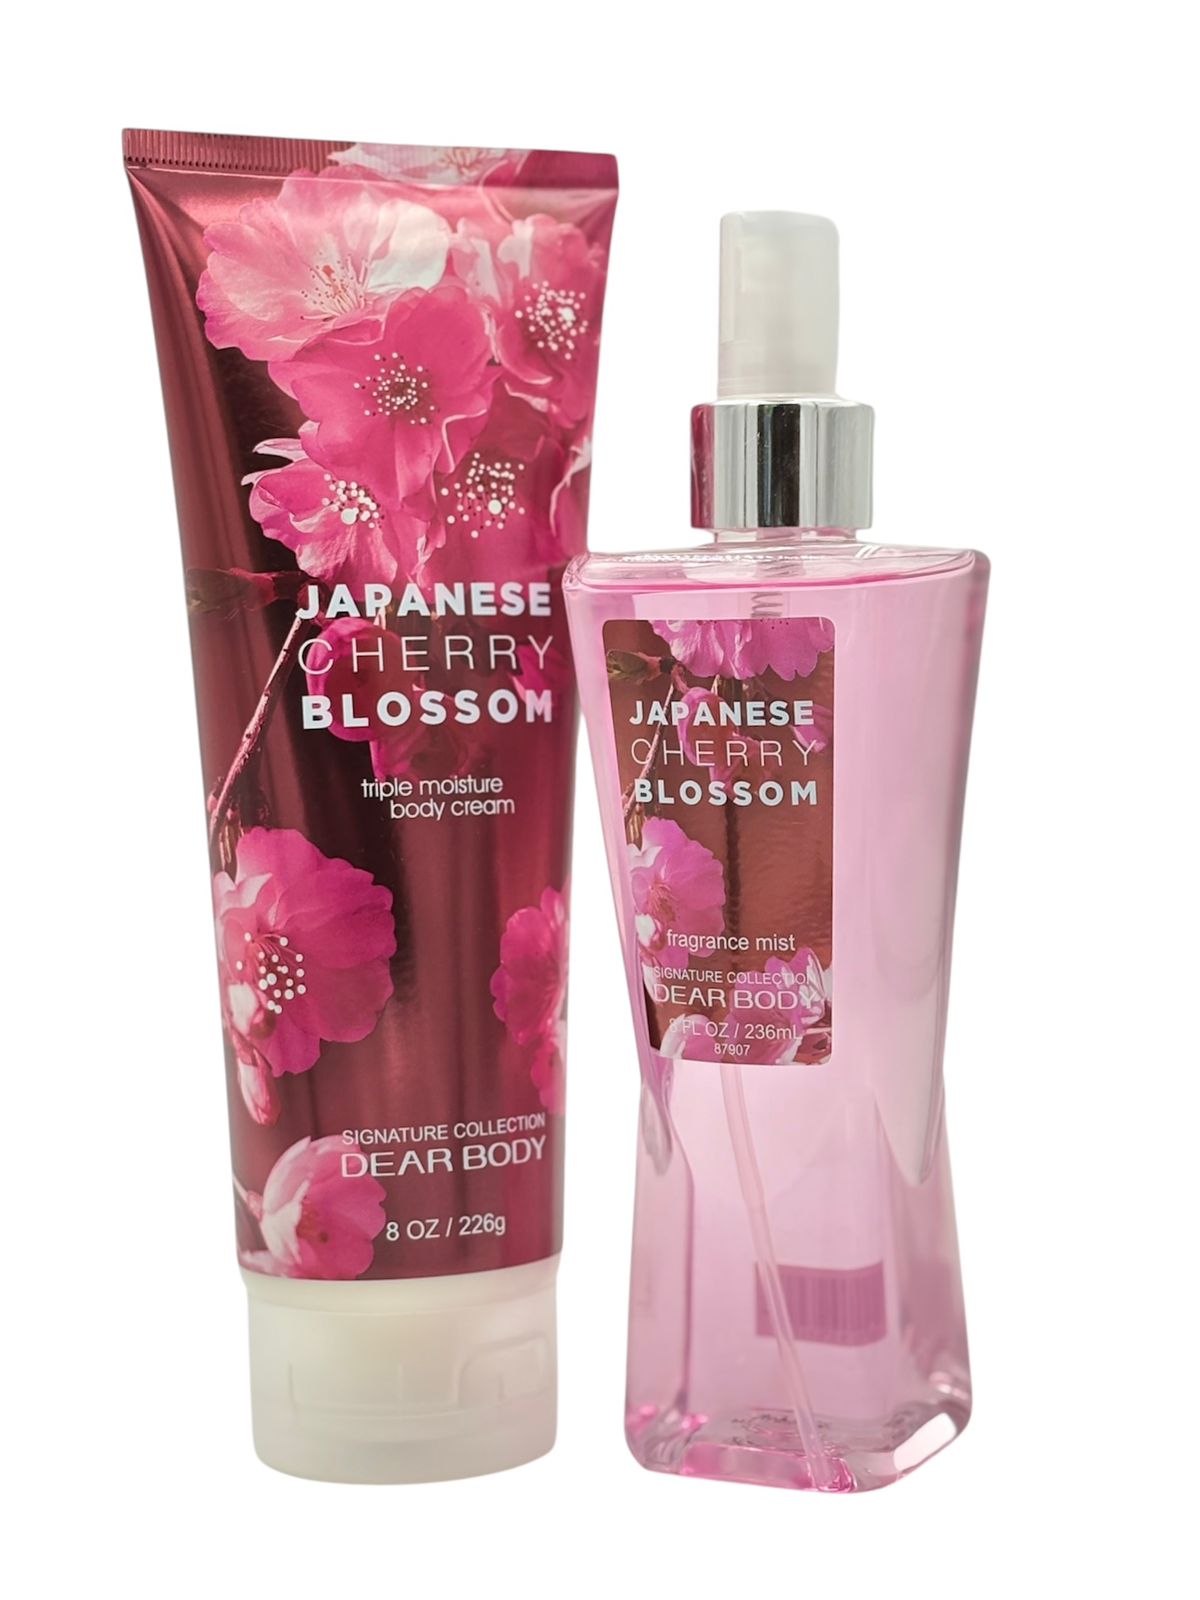 JAPANESE
CHERRY
BLOSSOM
triple moisture
body cream
SIGNATURE COLLECTION
DEAR BODY
8 OZ / 226g
JAPANESE
CHERRY
BLOSSOM
fragrance mist
SIGNATURE COLLECTION
DEAR BODY
8 FL OZ / 236mL
87907